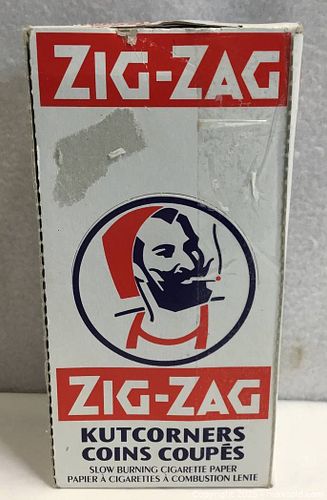 ZIG-ZAG
ZIG-ZAG
KUTCORNERS
COINS COUPÉS
SLOW BURNING CIGARETTE PAPER
PAPIER À CIGARETTES À COMBUSTION LENTE